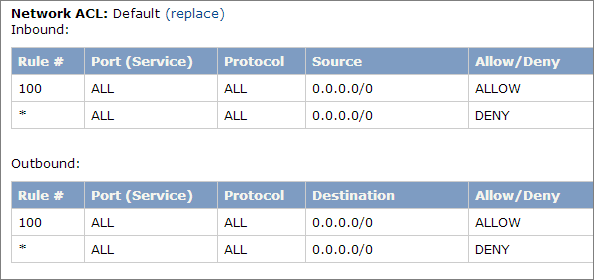 Network ACL: Default (replace)
Inbound:
Rule # Port (Service) Protocol Source Allow/Deny
100 ALL ALL 0.0.0.0/0 ALLOW
* ALL ALL 0.0.0.0/0 DENY
Outbound:
Rule # Port (Service) Protocol Destination Allow/Deny
100 ALL ALL 0.0.0.0/0 ALLOW
* ALL ALL 0.0.0.0/0 DENY